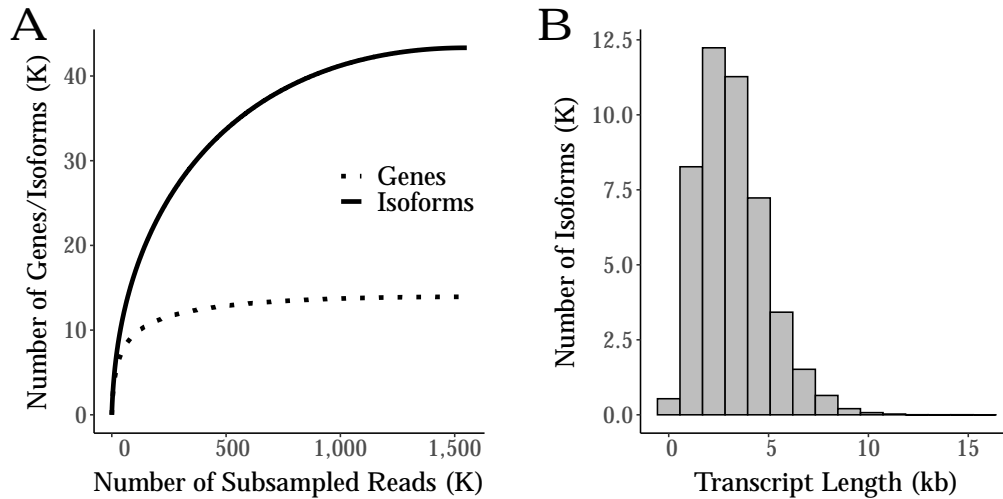 A
Number of Genes/Isoforms (K)
40
30
20
10
0
Genes
Isoforms
0 500 1,000 1,500
Number of Subsampled Reads (K)
B
Number of Isoforms (K)
12.5
10.0
7.5
5.0
2.5
0.0
0 5 10 15
Transcript Length (kb)